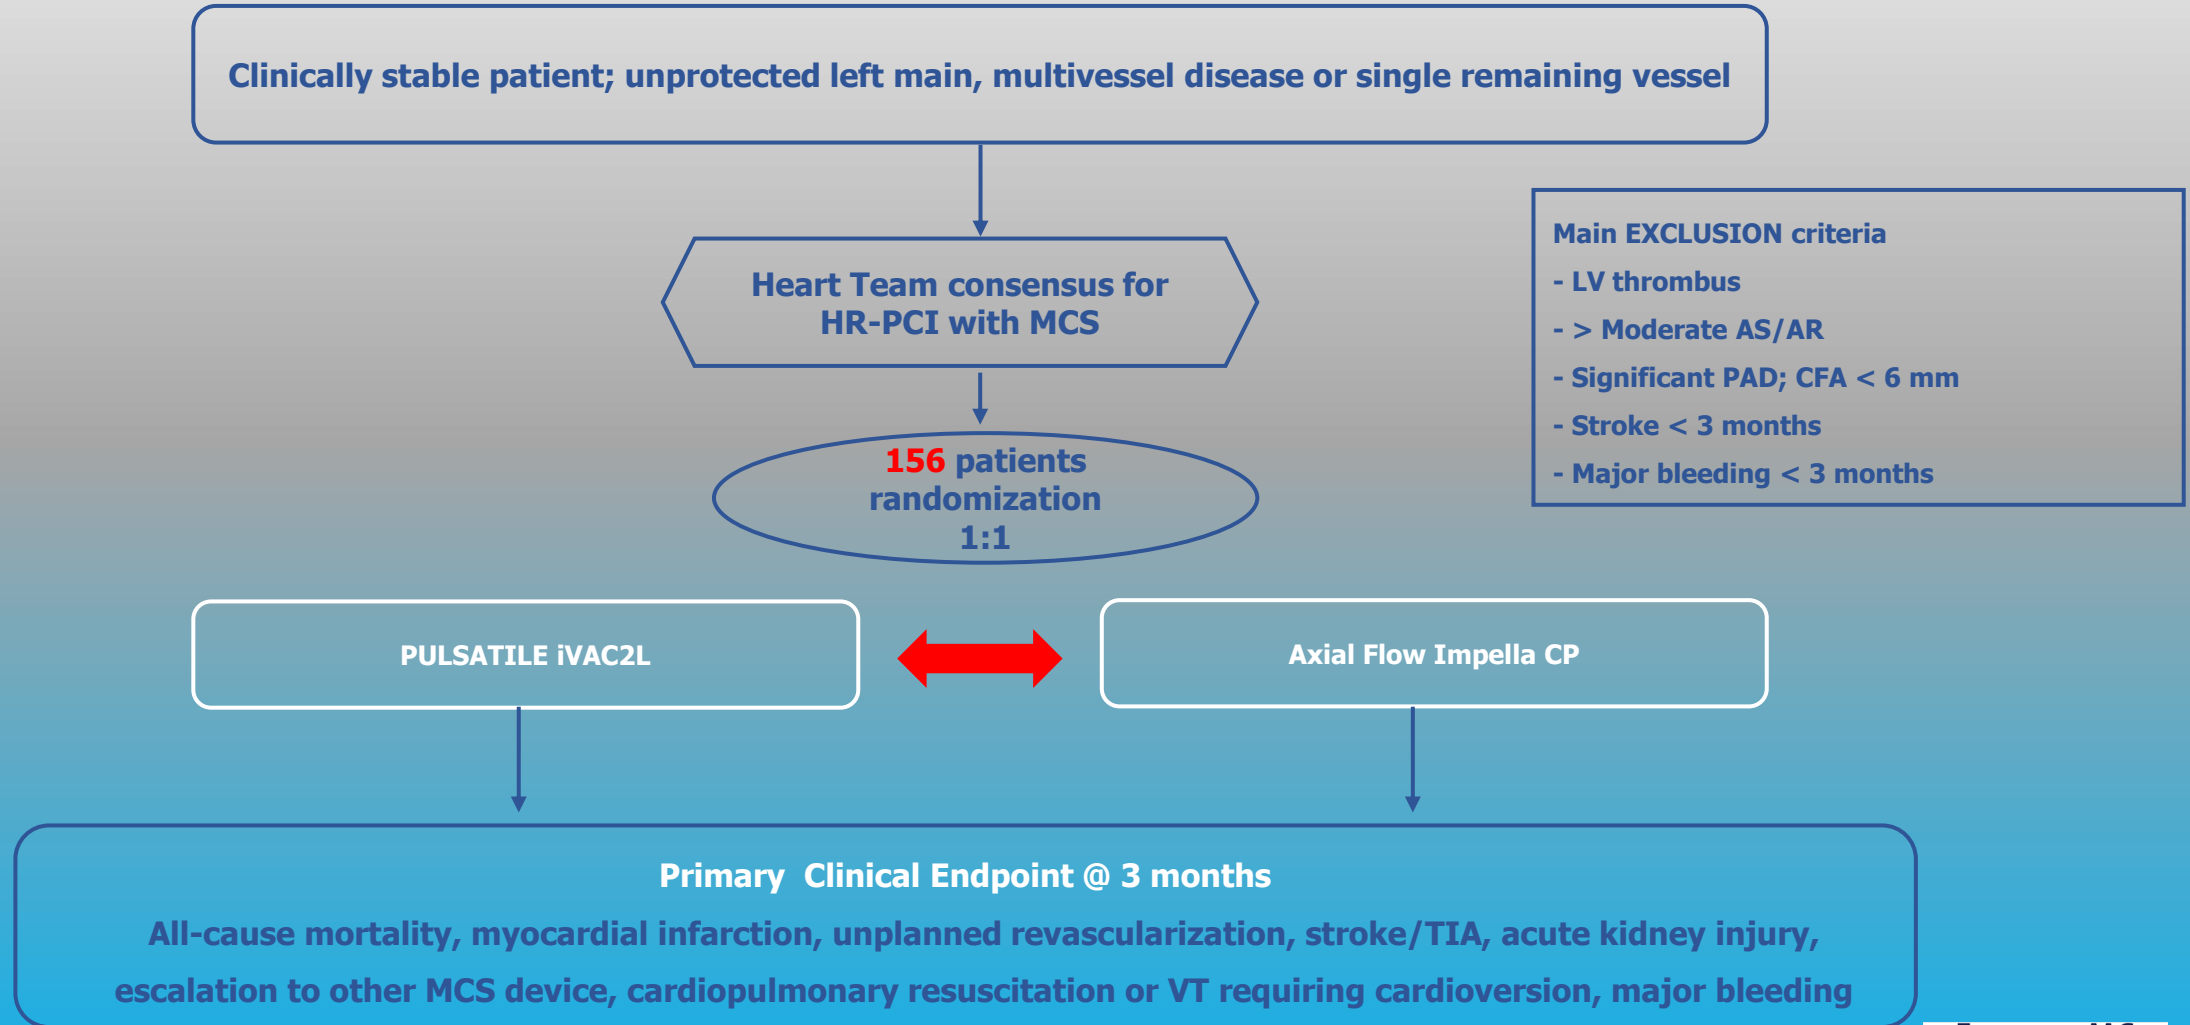 Clinically stable patient; unprotected left main, multivessel disease or single remaining vessel
Heart Team consensus for
HR-PCI with MCS
Main EXCLUSION criteria
- LV thrombus
- > Moderate AS/AR
- Significant PAD; CFA < 6 mm
- Stroke < 3 months
- Major bleeding < 3 months
156 patients
randomization
1:1
PULSATILE iVAC2L
Axial Flow Impella CP
Primary Clinical Endpoint @ 3 months
All-cause mortality, myocardial infarction, unplanned revascularization, stroke/TIA, acute kidney injury,
escalation to other MCS device, cardiopulmonary resuscitation or VT requiring cardioversion, major bleeding